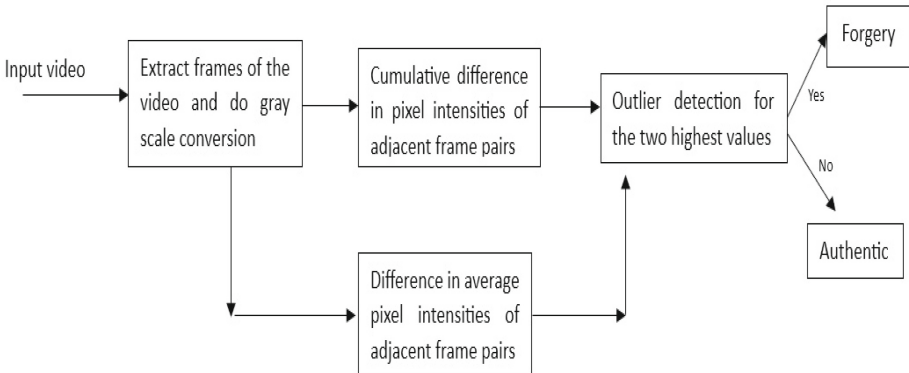 Input video
Extract frames of the
video and do gray
scale conversion
Cumulative difference
in pixel intensities of
adjacent frame pairs
Difference in average
pixel intensities of
adjacent frame pairs
Outlier detection for
the two highest values
Yes
No
Forgery
Authentic